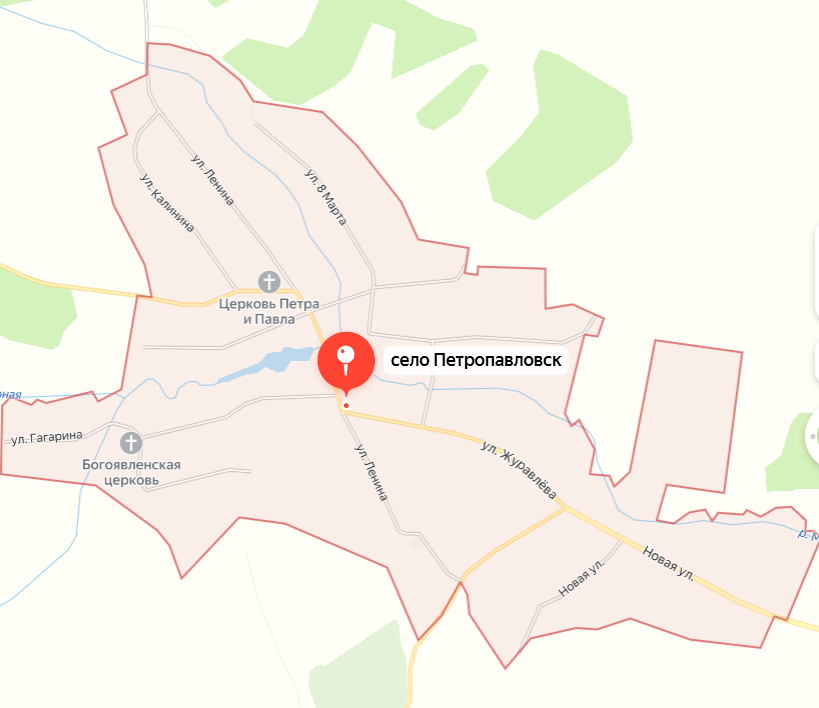 ул. Ленина
ул. Калинина
ул. 8 Марта
Церковь Петра
и Павла
село Петропавловск
ул. Гагарина
Богоявленская
церковь
ул. Ленина
ул. Журавлёва
Новая ул.
Новая ул.